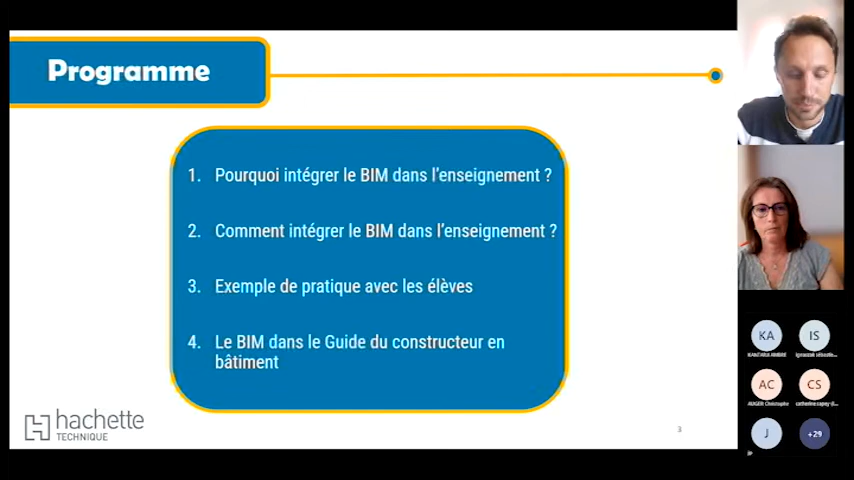 Programme
1. Pourquoi intégrer le BIM dans l'enseignement ?
2. Comment intégrer le BIM dans l'enseignement ?
3. Exemple de pratique avec les élèves
4. Le BIM dans le Guide du constructeur en
bâtiment
hachette
TECHNIQUE
3
KA
IS
AC
CS
AUGER Christophe
J
+29